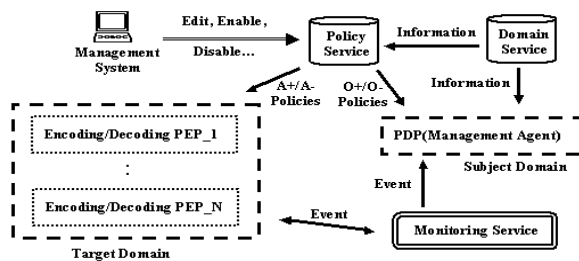 Edit, Enable,
Disable...
Management
System
Policy
Service
Information
Domain
Service
A+/A-
Policies
O+/O-
Policies
Information
Encoding/Decoding PEP_1
:
Encoding/Decoding PEP_N
Target Domain
PDP(Management Agent)
Subject Domain
Event
Event
Monitoring Service